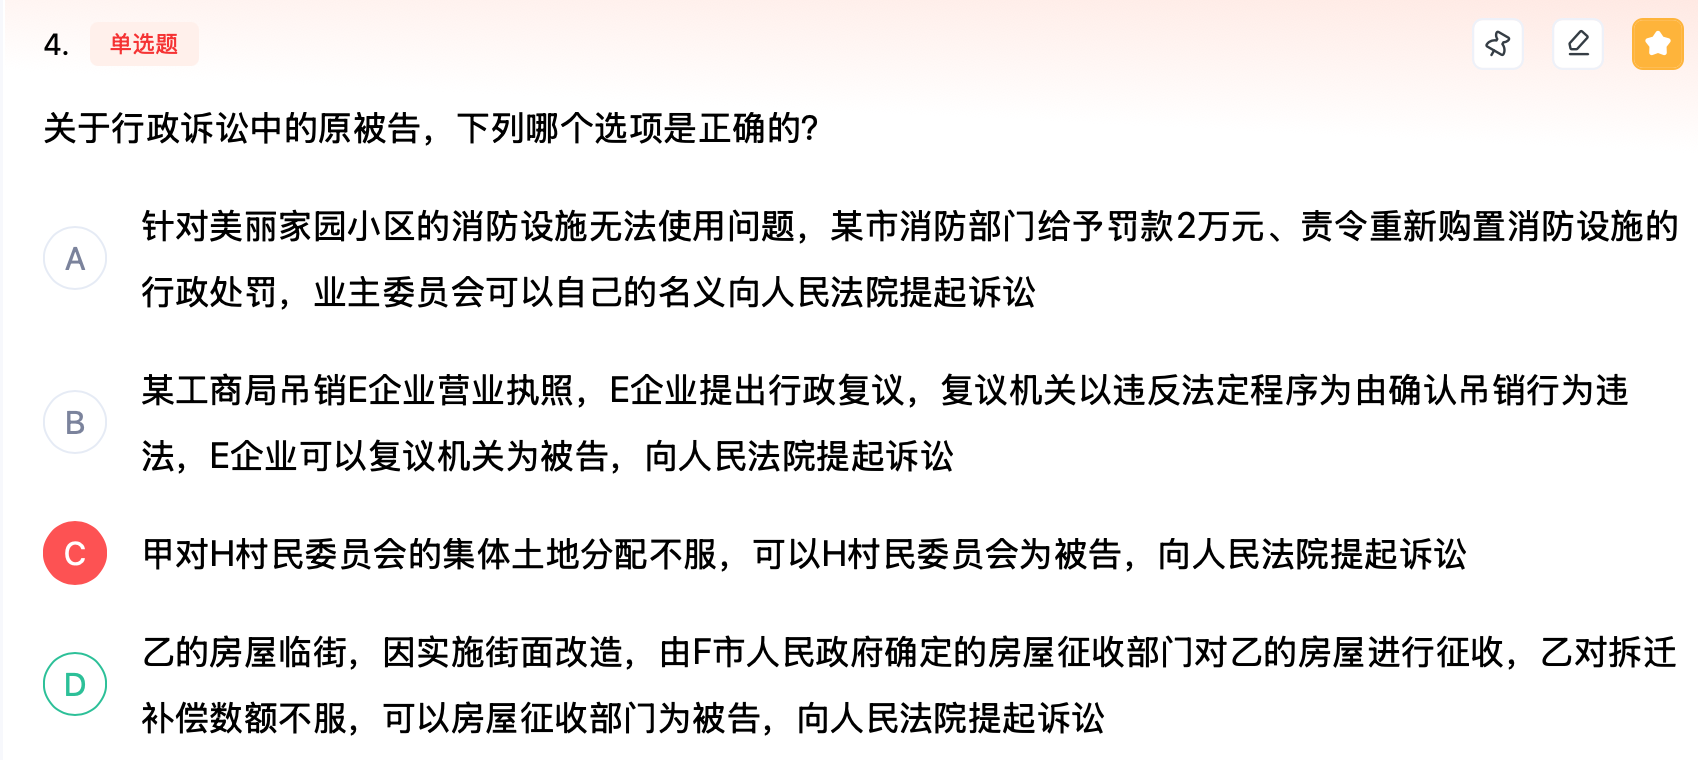 4. 单选题
关于行政诉讼中的原被告，下列哪个选项是正确的?
针对美丽家园小区的消防设施无法使用问题，某市消防部门给予罚款2万元、责令重新购置消防设施的
A
行政处罚，业主委员会可以自己的名义向人民法院提起诉讼
某工商局吊销E企业营业执照，E企业提出行政复议，复议机关以违反法定程序为由确认吊销行为违
B
法，E企业可以复议机关为被告，向人民法院提起诉讼
C 甲对H村民委员会的集体土地分配不服，可以H村民委员会为被告，向人民法院提起诉讼
乙的房屋临街，因实施街面改造，由F市人民政府确定的房屋征收部门对乙的房屋进行征收，乙对拆迁
D
补偿数额不服，可以房屋征收部门为被告，向人民法院提起诉讼